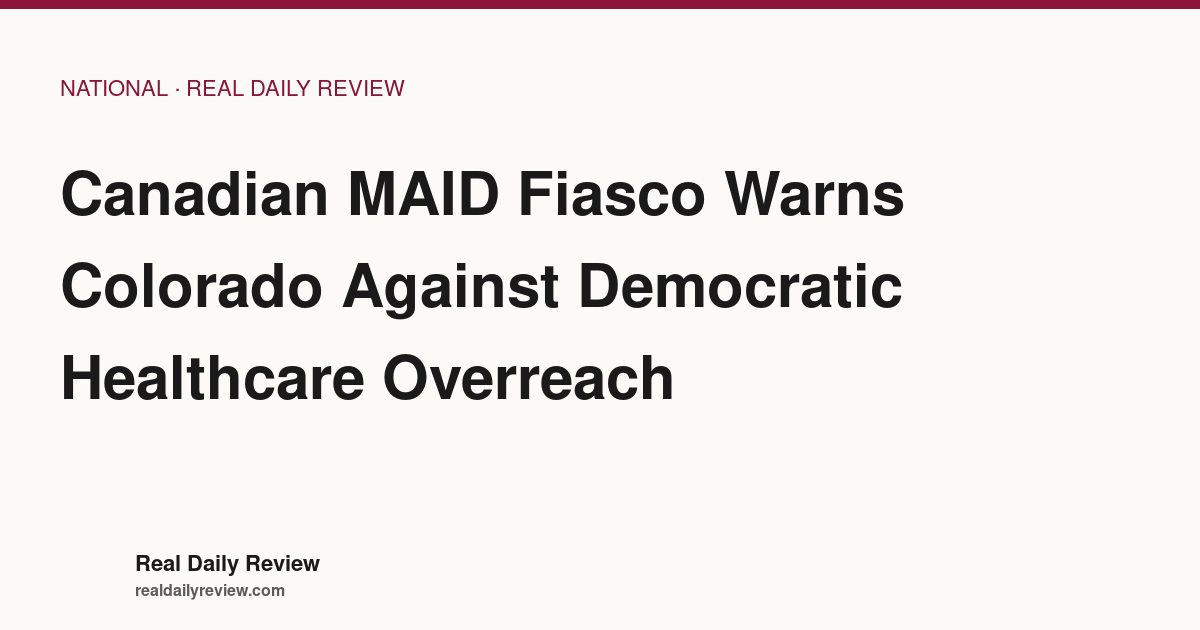 NATIONAL · REAL DAILY REVIEW
Canadian MAID Fiasco Warns
Colorado Against Democratic
Healthcare Overreach
Real Daily Review
realdailyreview.com